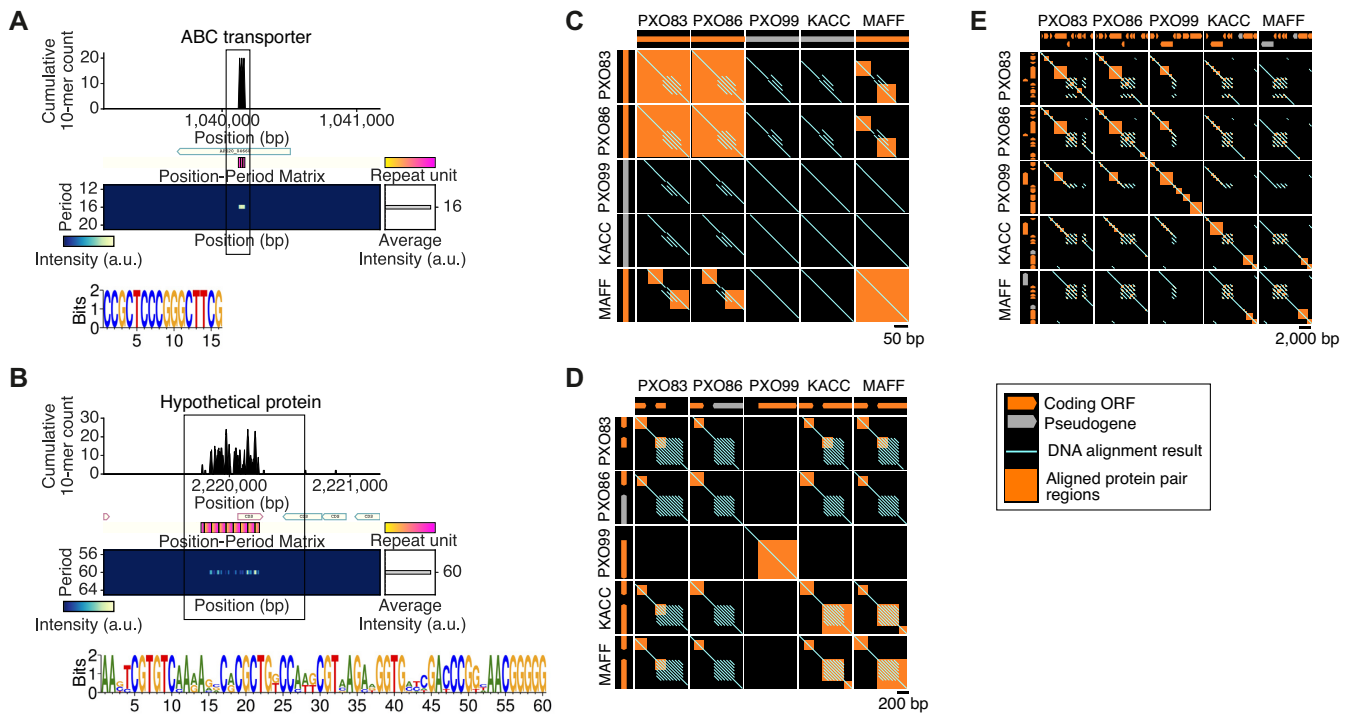 A
ABC transporter
Cumulative
10-mer count
20
10
0
1,040,000
1,041,000
Position (bp)
Position-Period Matrix
Repeat unit
Period
12
16
20
16
Position (bp)
Intensity (a.u.)
Average
Intensity (a.u.)
Bits
2
1
0
CCGCTCCCGGGCTTCG
5
10
15
B
Hypothetical protein
Cumulative
10-mer count
30
20
10
0
2,220,000
2,221,000
Position (bp)
CDS
CDS
CDS
CDS
Position-Period Matrix
Repeat unit
Period
56
60
64
60
Position (bp)
Intensity (a.u.)
Average
Intensity (a.u.)
Bits
2
1
0
5
10
15
20
25
30
35
40
45
50
55
60
C
PXO83
PXO86
PXO99
KACC
MAFF
PXO83
PXO86
PXO99
KACC
MAFF
50 bp
D
PXO83
PXO86
PXO99
KACC
MAFF
PXO83
PXO86
PXO99
KACC
MAFF
200 bp
E
PXO83
PXO86
PXO99
KACC
MAFF
PXO83
PXO86
PXO99
KACC
MAFF
2,000 bp
Coding ORF
Pseudogene
DNA alignment result
Aligned protein pair
regions